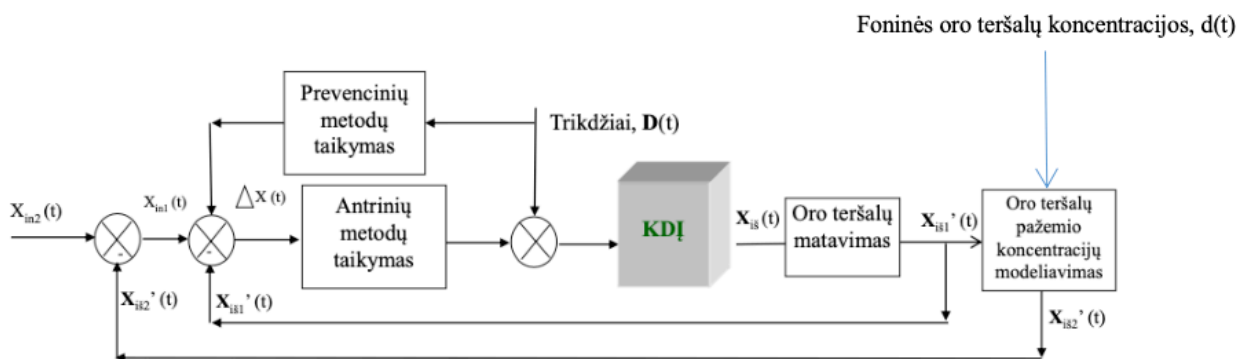 Foninės oro teršalų koncentracijos, d(t)
Prevencinių
metodų
taikymas
Trikdžiai, D(t)
X_in2 (t)
X_in1 (t)
△X (t)
Antrinių
metodų
taikymas
KDĮ
X_iš (t)
Oro teršalų
matavimas
X_iš1’ (t)
Oro teršalų
pažemio
koncentracijų
modeliavimas
-
-
X_iš2’ (t)
X_iš1’ (t)
X_iš2’ (t)